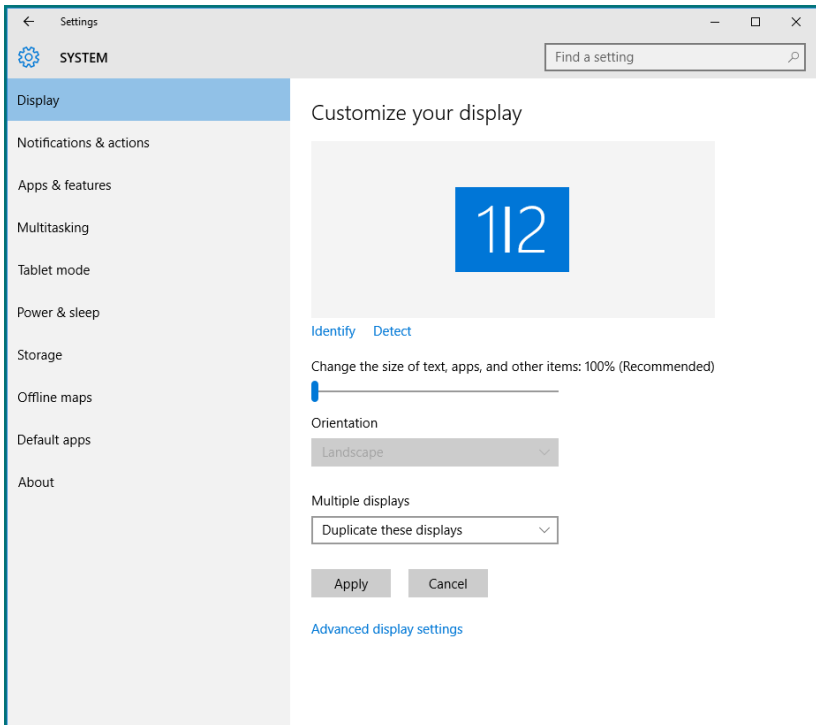 Settings
SYSTEM
Find a setting
Display
Notifications & actions
Apps & features
Multitasking
Tablet mode
Power & sleep
Storage
Offline maps
Default apps
About
Customize your display
1|2
Identify Detect
Change the size of text, apps, and other items: 100% (Recommended)
Orientation
Landscape
Multiple displays
Duplicate these displays
Apply Cancel
Advanced display settings